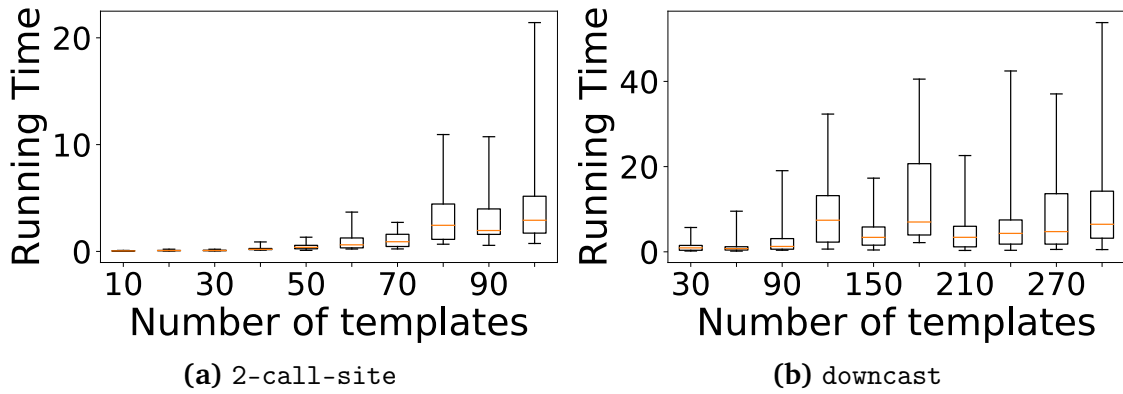 Running Time
20
10
0
10 30 50 70 90
Number of templates
(a) 2-call-site
Running Time
40
20
0
30 90 150 210 270
Number of templates
(b) downcast